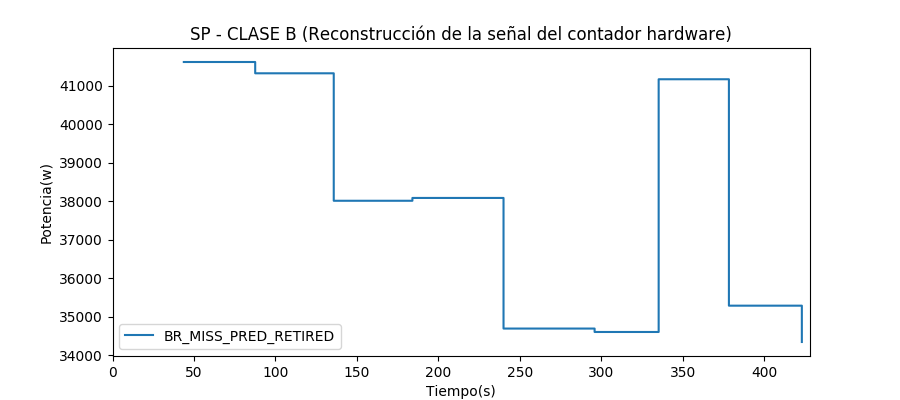 SP - CLASE B (Reconstrucción de la señal del contador hardware)
41000
40000
39000
38000
37000
36000
35000
34000
Potencia(w)
BR_MISS_PRED_RETIRED
0 50 100 150 200 250 300 350 400
Tiempo(s)